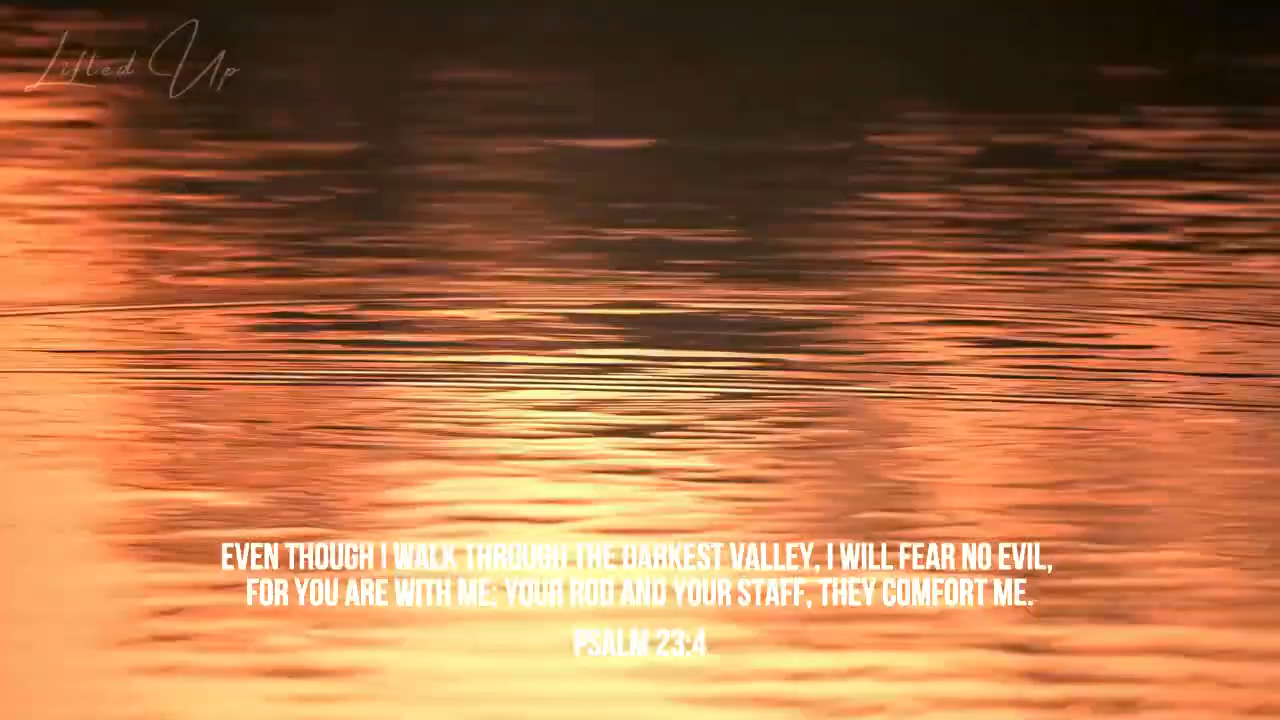 Lifted Up
EVEN THOUGH I WALK THROUGH THE DARKEST VALLEY, I WILL FEAR NO EVIL,
FOR YOU ARE WITH ME; YOUR ROD AND YOUR STAFF, THEY COMFORT ME.
PSALM 23:4